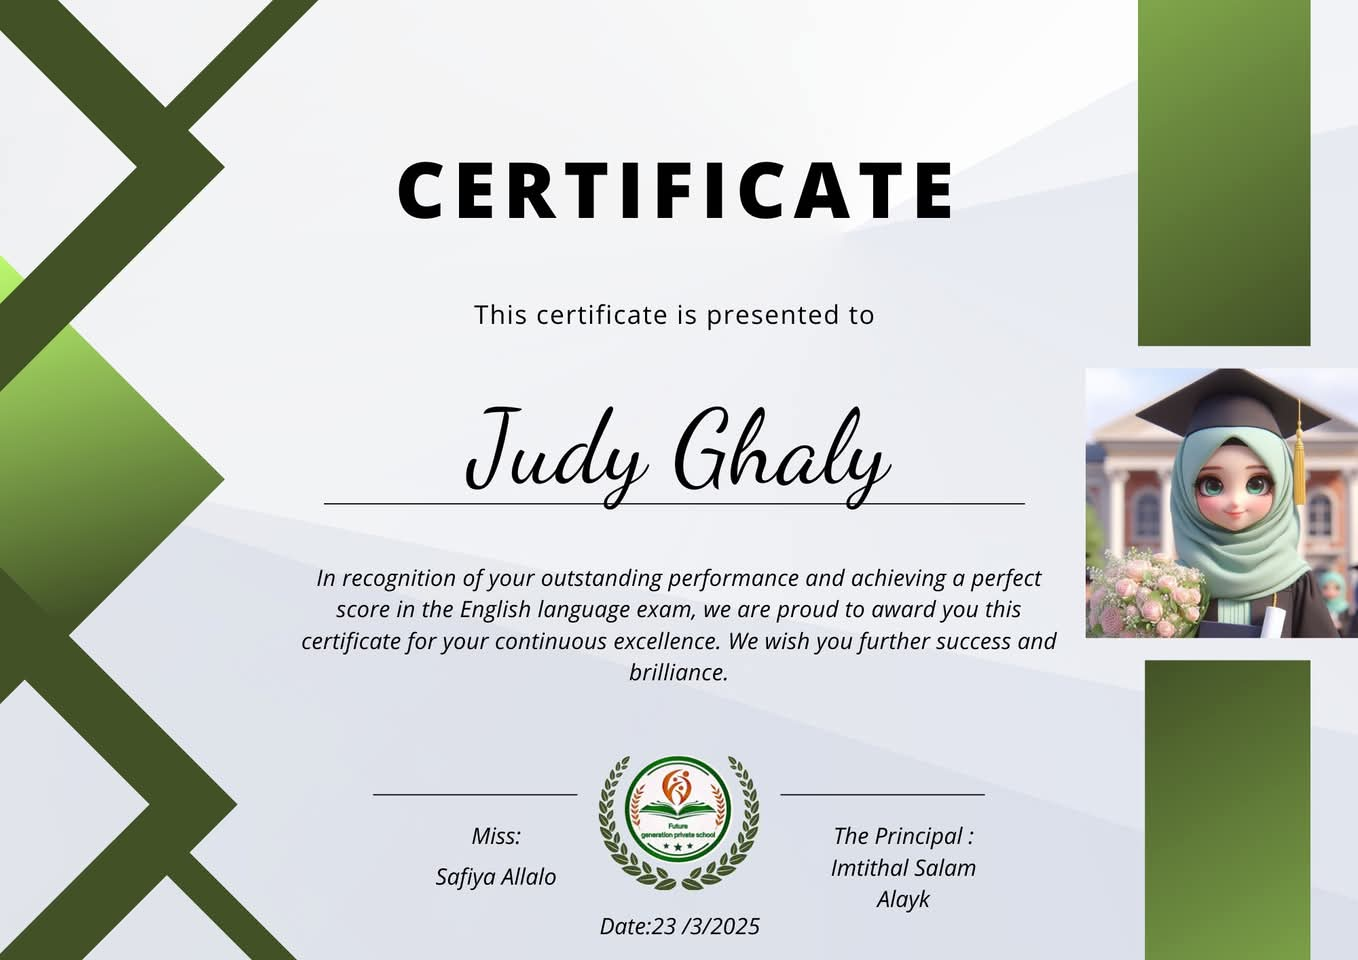 CERTIFICATE
This certificate is presented to
Judy Ghaly
In recognition of your outstanding performance and achieving a perfect
score in the English language exam, we are proud to award you this
certificate for your continuous excellence. We wish you further success and
brilliance.
Future
generation private school
Miss:
Safiya Allalo
The Principal :
Imtithal Salam
Alayk
Date:23 /3/2025